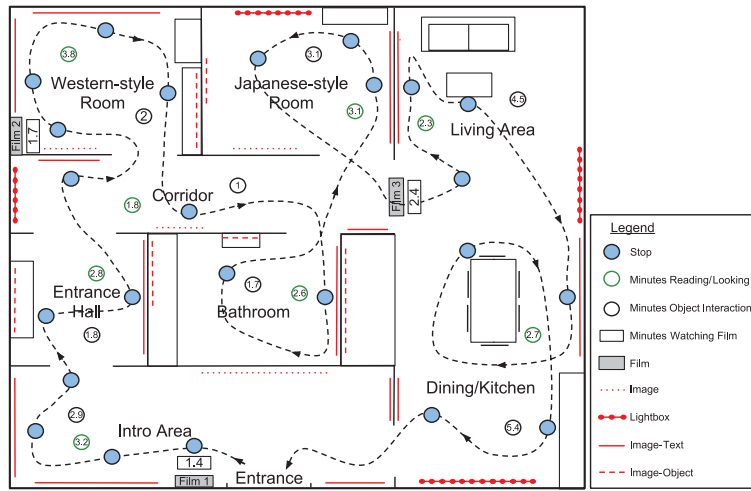 3.8
Western-style
Room
2
Film 2
1.7
3.1
Japanese-style
Room
3.1
2.3
4.5
Living Area
Film 3
2.4
1.8
Corridor
1
2.8
Entrance
Hall
1.8
1.7
Bathroom
2.6
2.7
Dining/Kitchen
5.4
2.9
3.2
Intro Area
1.4
Film 1
Entrance
Legend
Stop
Minutes Reading/Looking
Minutes Object Interaction
Minutes Watching Film
Film
Image
Lightbox
Image-Text
Image-Object